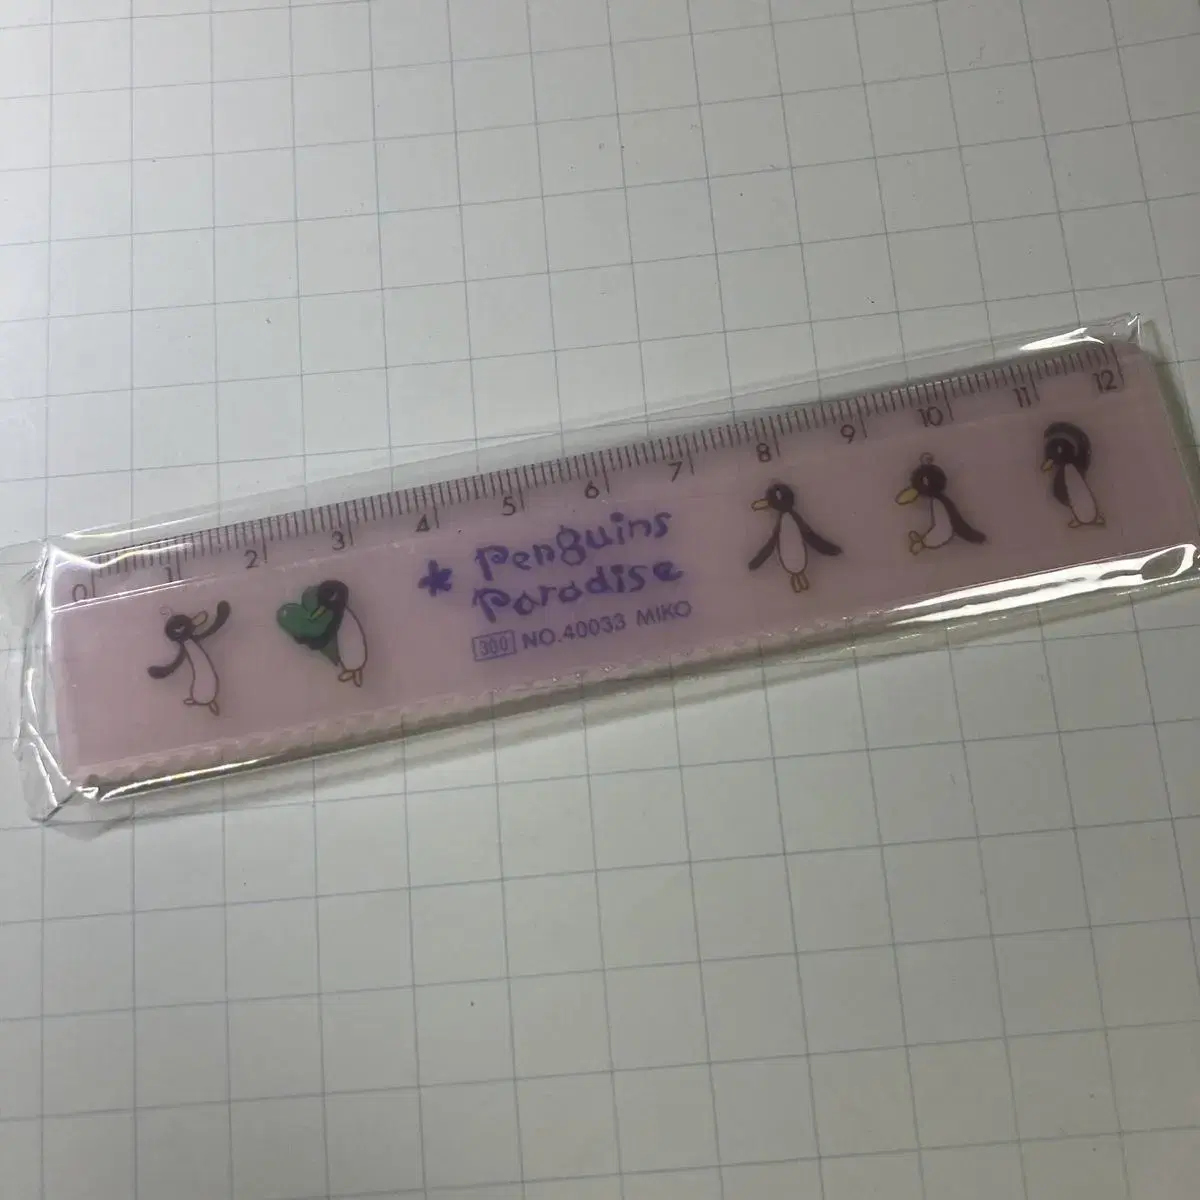 0 1 2 3 4 5 6 7 8 9 10 11 12
* Penguins
Paradise
300 NO.40033 MIKO